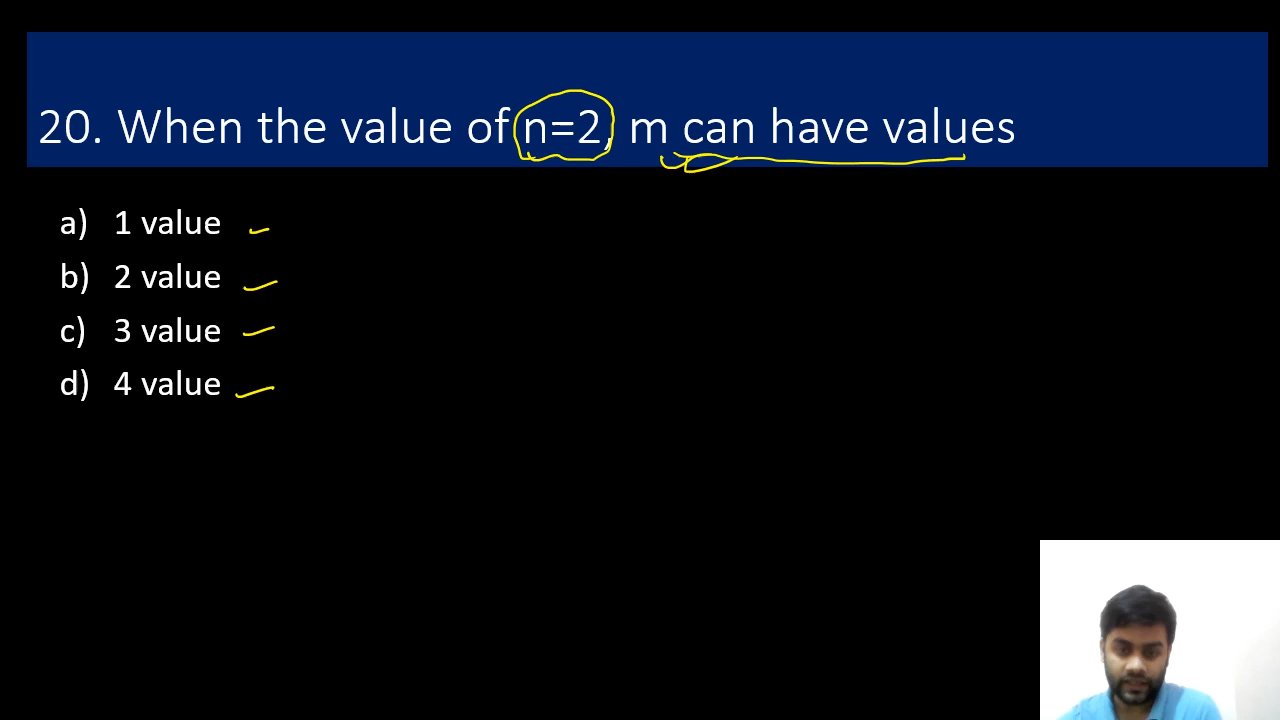 20. When the value of n=2, m can have values
a) 1 value
b) 2 value
c) 3 value
d) 4 value